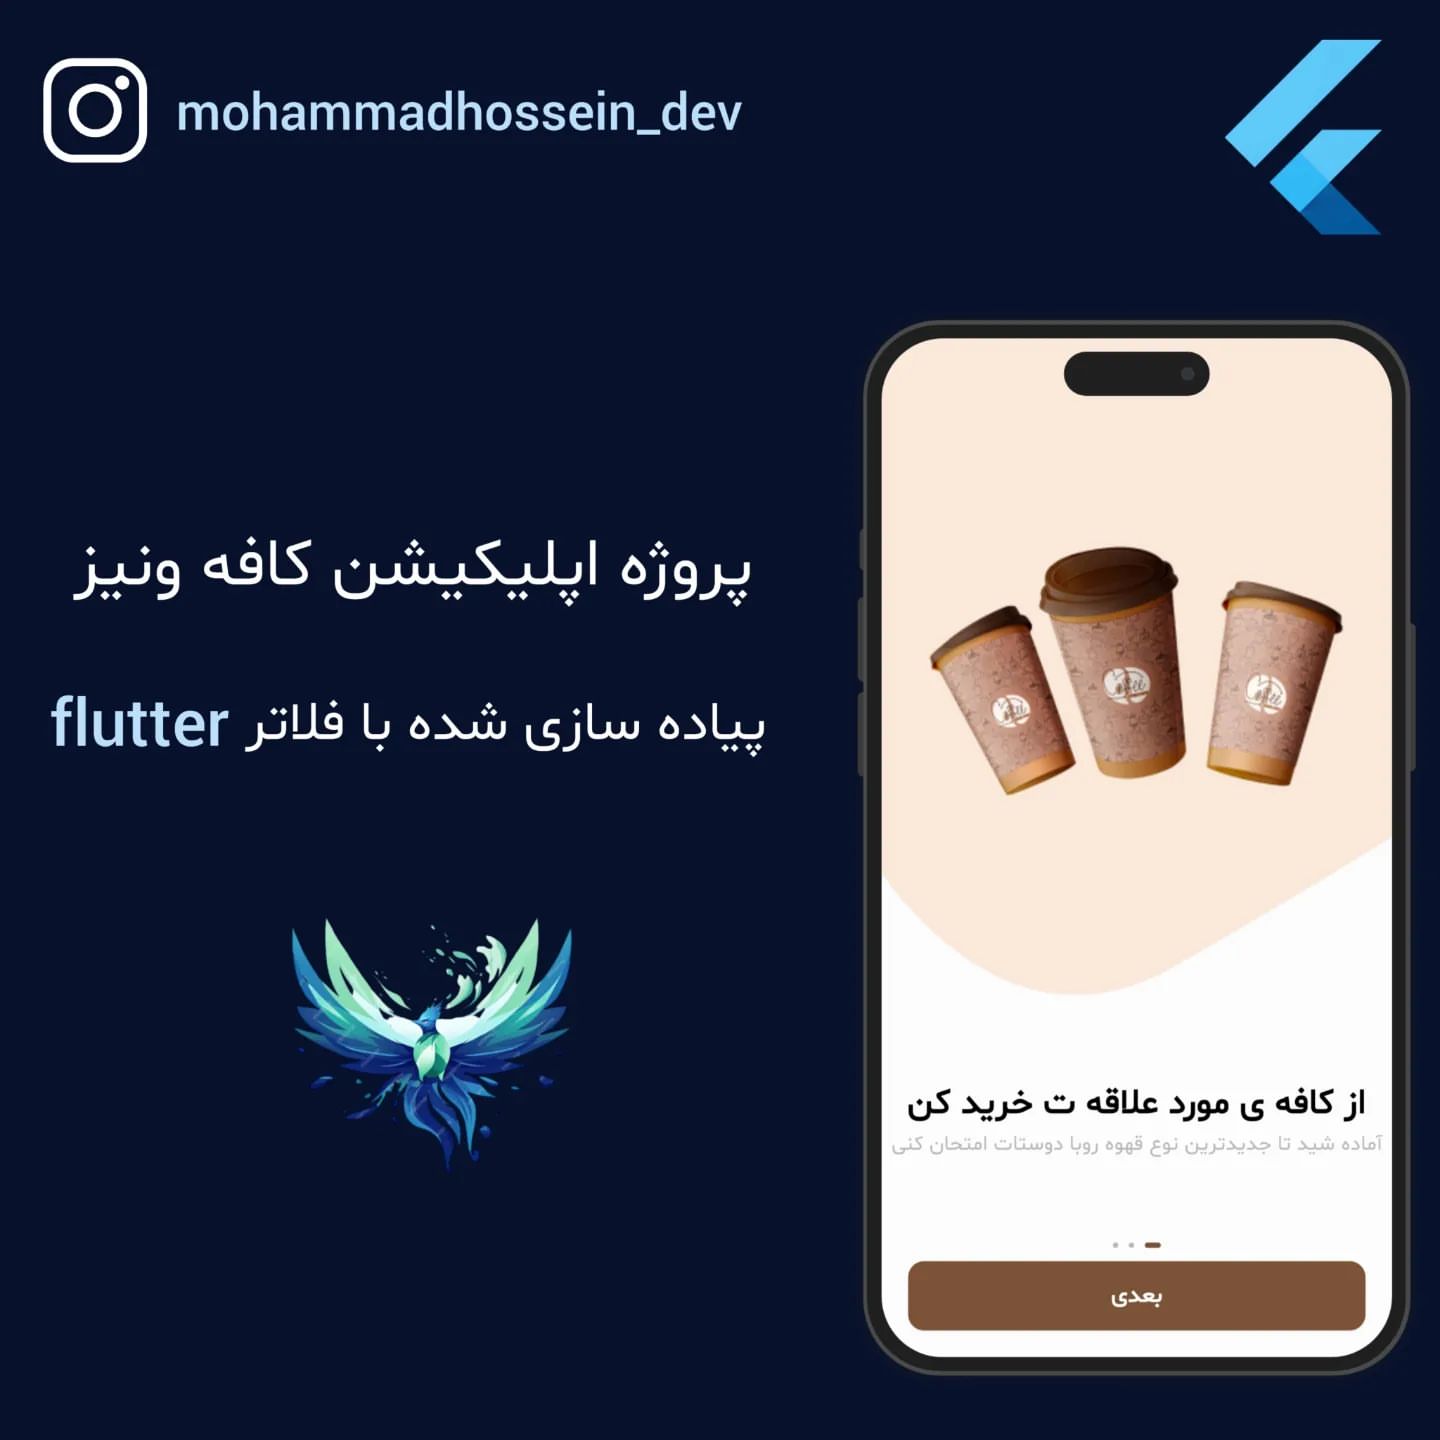 mohammadhossein_dev
پروژه اپلیکیشن کافه ونیز
پیاده سازی شده با فلاتر flutter
از کافه ی مورد علاقه ت خرید کن
آماده شید تا جدیدترین نوع قهوه روبا دوستات امتحان کنی
بعدی